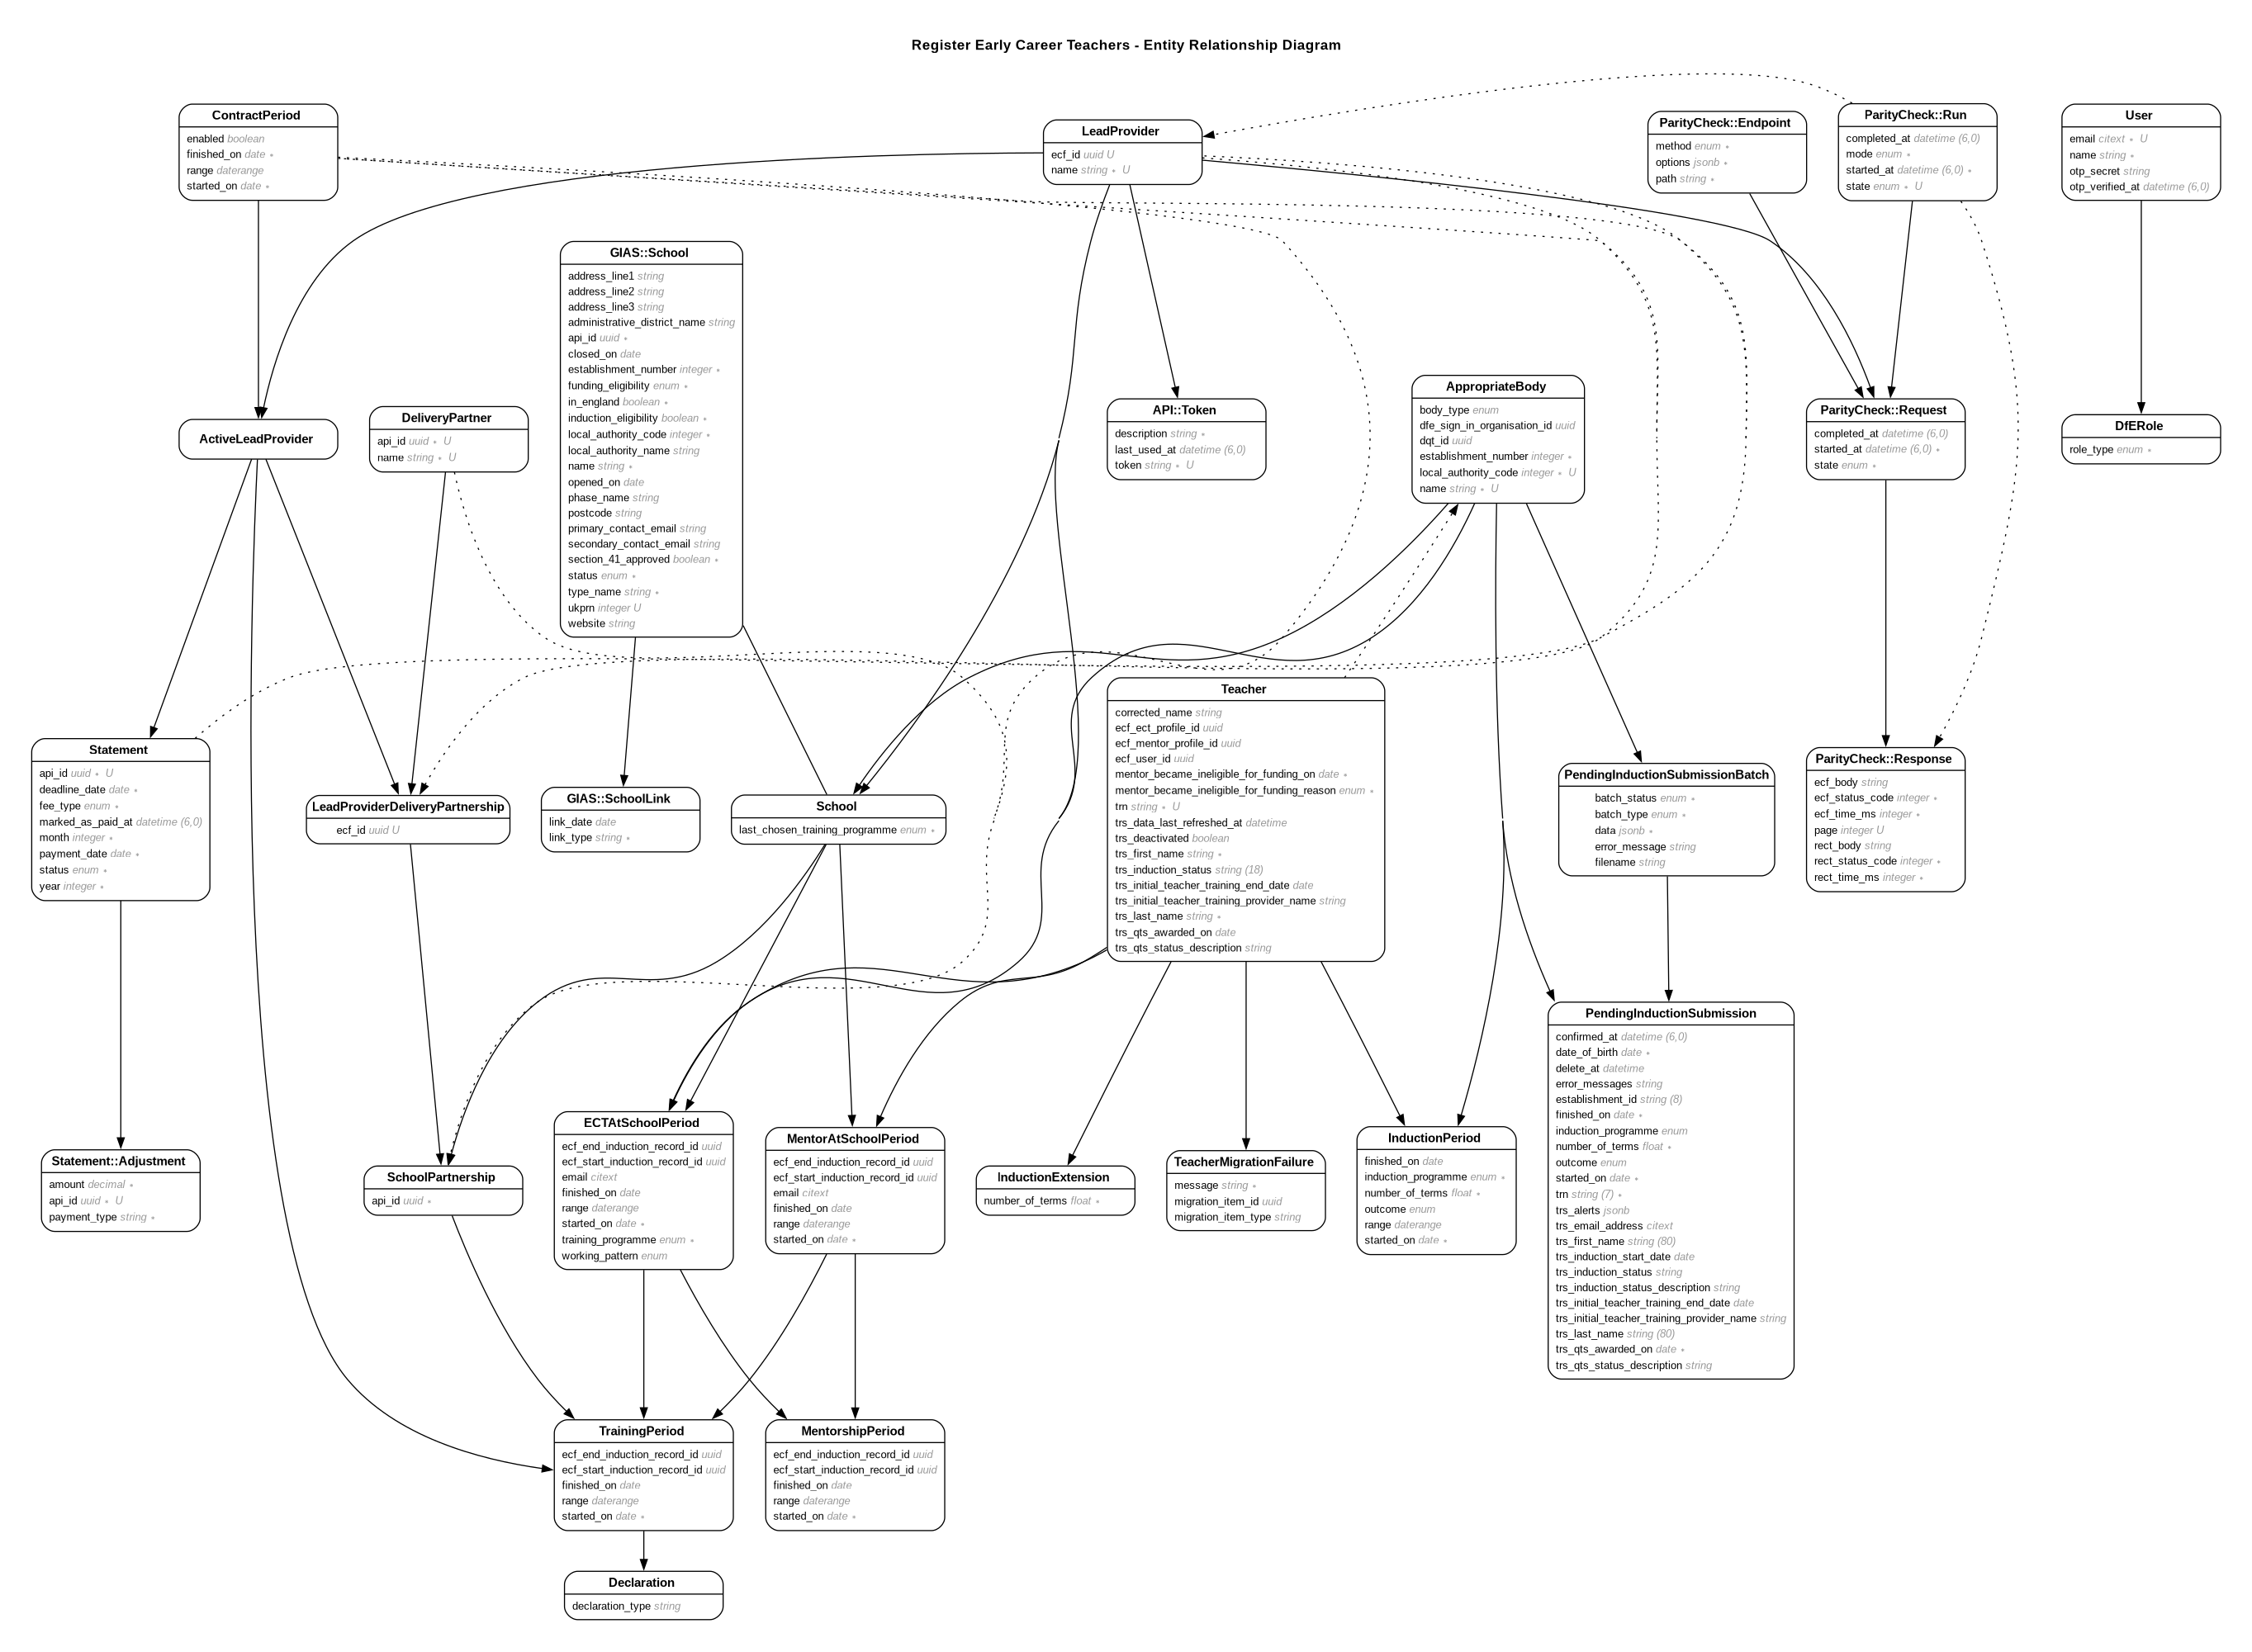 Register Early Career Teachers - Entity Relationship Diagram
ContractPeriod
enabled boolean
finished_on date *
range daterange
started_on date *
LeadProvider
ecf_id uuid U
name string * U
ParityCheck::Endpoint
method enum *
options jsonb *
path string *
ParityCheck::Run
completed_at datetime (6,0)
mode enum *
started_at datetime (6,0) *
state enum * U
User
email citext * U
name string *
otp_secret string
otp_verified_at datetime (6,0)
GIAS::School
address_line1 string
address_line2 string
address_line3 string
administrative_district_name string
api_id uuid *
closed_on date
establishment_number integer *
funding_eligibility enum *
in_england boolean *
induction_eligibility boolean *
local_authority_code integer *
local_authority_name string
name string *
opened_on date
phase_name string
postcode string
primary_contact_email string
secondary_contact_email string
section_41_approved boolean *
status enum *
type_name string *
ukprn integer U
website string
ActiveLeadProvider
DeliveryPartner
api_id uuid * U
name string * U
API::Token
description string *
last_used_at datetime (6,0)
token string * U
AppropriateBody
body_type enum
dfe_sign_in_organisation_id uuid
dqt_id uuid
establishment_number integer *
local_authority_code integer * U
name string * U
ParityCheck::Request
completed_at datetime (6,0)
started_at datetime (6,0) *
state enum *
DfERole
role_type enum *
Statement
api_id uuid * U
deadline_date date *
fee_type enum *
marked_as_paid_at datetime (6,0)
month integer *
payment_date date *
status enum *
year integer *
LeadProviderDeliveryPartnership
ecf_id uuid U
GIAS::SchoolLink
link_date date
link_type string *
School
last_chosen_training_programme enum *
Teacher
corrected_name string
ecf_ect_profile_id uuid
ecf_mentor_profile_id uuid
ecf_user_id uuid
mentor_became_ineligible_for_funding_on date *
mentor_became_ineligible_for_funding_reason enum *
trn string * U
trs_data_last_refreshed_at datetime
trs_deactivated boolean
trs_first_name string *
trs_induction_status string (18)
trs_initial_teacher_training_end_date date
trs_initial_teacher_training_provider_name string
trs_last_name string *
trs_qts_awarded_on date
trs_qts_status_description string
PendingInductionSubmissionBatch
batch_status enum *
batch_type enum *
data jsonb *
error_message string
filename string
ParityCheck::Response
ecf_body string
ecf_status_code integer *
ecf_time_ms integer *
page integer U
rect_body string
rect_status_code integer *
rect_time_ms integer *
Statement::Adjustment
amount decimal *
api_id uuid * U
payment_type string *
SchoolPartnership
api_id uuid *
ECTAtSchoolPeriod
ecf_end_induction_record_id uuid
ecf_start_induction_record_id uuid
email citext
finished_on date
range daterange
started_on date *
training_programme enum *
working_pattern enum
MentorAtSchoolPeriod
ecf_end_induction_record_id uuid
ecf_start_induction_record_id uuid
email citext
finished_on date
range daterange
started_on date *
InductionExtension
number_of_terms float *
TeacherMigrationFailure
message string *
migration_item_id uuid
migration_item_type string
InductionPeriod
finished_on date
induction_programme enum *
number_of_terms float *
outcome enum
range daterange
started_on date *
PendingInductionSubmission
confirmed_at datetime (6,0)
date_of_birth date *
delete_at datetime
error_messages string
establishment_id string (8)
finished_on date *
induction_programme enum
number_of_terms float *
outcome enum
started_on date *
trn string (7) *
trs_alerts jsonb
trs_email_address citext
trs_first_name string (80)
trs_induction_start_date date
trs_induction_status string
trs_induction_status_description string
trs_initial_teacher_training_end_date date
trs_initial_teacher_training_provider_name string
trs_last_name string (80)
trs_qts_awarded_on date *
trs_qts_status_description string
TrainingPeriod
ecf_end_induction_record_id uuid
ecf_start_induction_record_id uuid
finished_on date
range daterange
started_on date *
MentorshipPeriod
ecf_end_induction_record_id uuid
ecf_start_induction_record_id uuid
finished_on date
range daterange
started_on date *
Declaration
declaration_type string